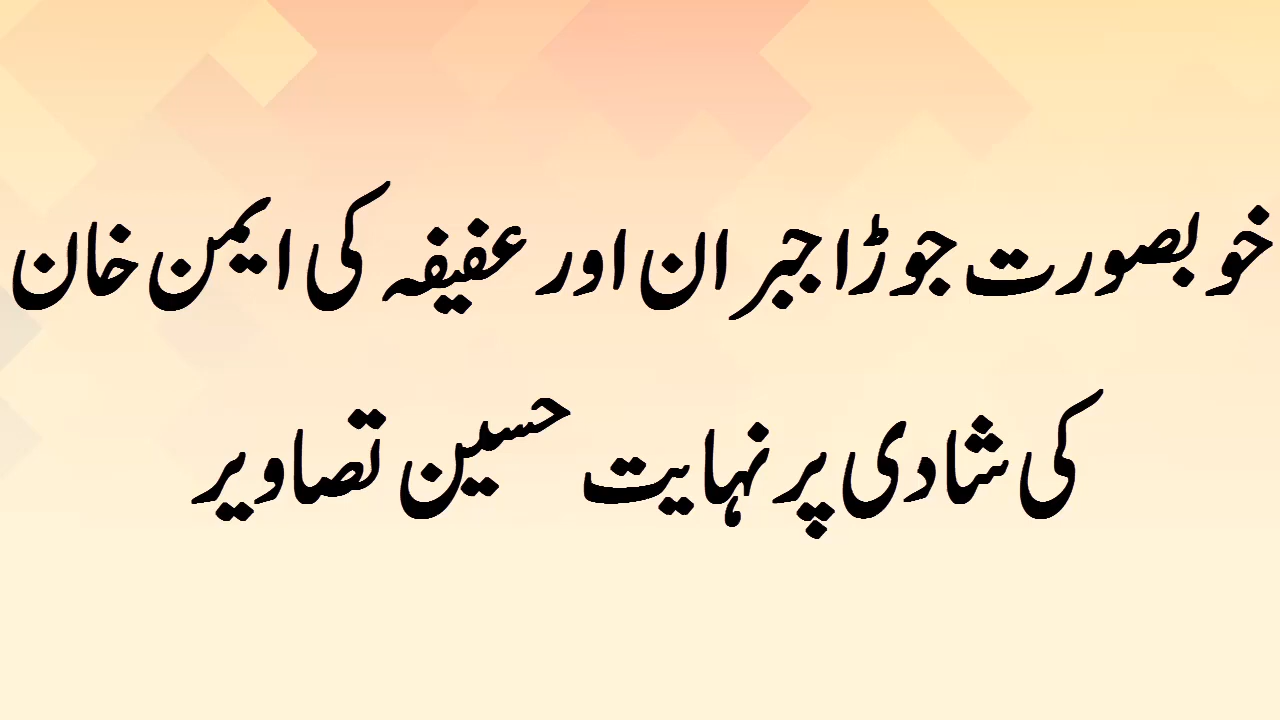 خوبصورت جوڑا جبران اور عفیفہ کی ایمن خان
کی شادی پر نہایت حسین تصاویر